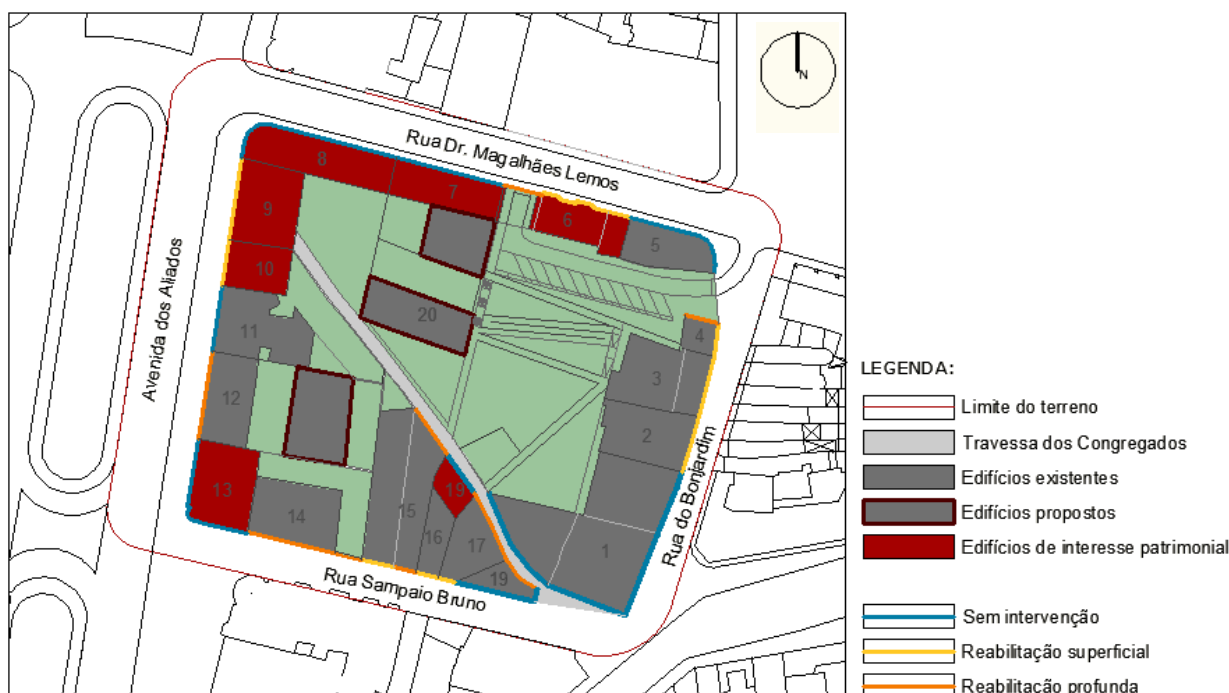 N
Rua Dr. Magalhães Lemos
8
7
6
5
9
10
Avenida dos Aliados
11
20
4
3
12
2
Rua do Bonjardim
13
14
15
19
16
17
1
19
Rua Sampaio Bruno
LEGENDA:
Limite do terreno
Travessa dos Congregados
Edifícios existentes
Edifícios propostos
Edifícios de interesse patrimonial
Sem intervenção
Reabilitação superficial
Reabilitação profunda